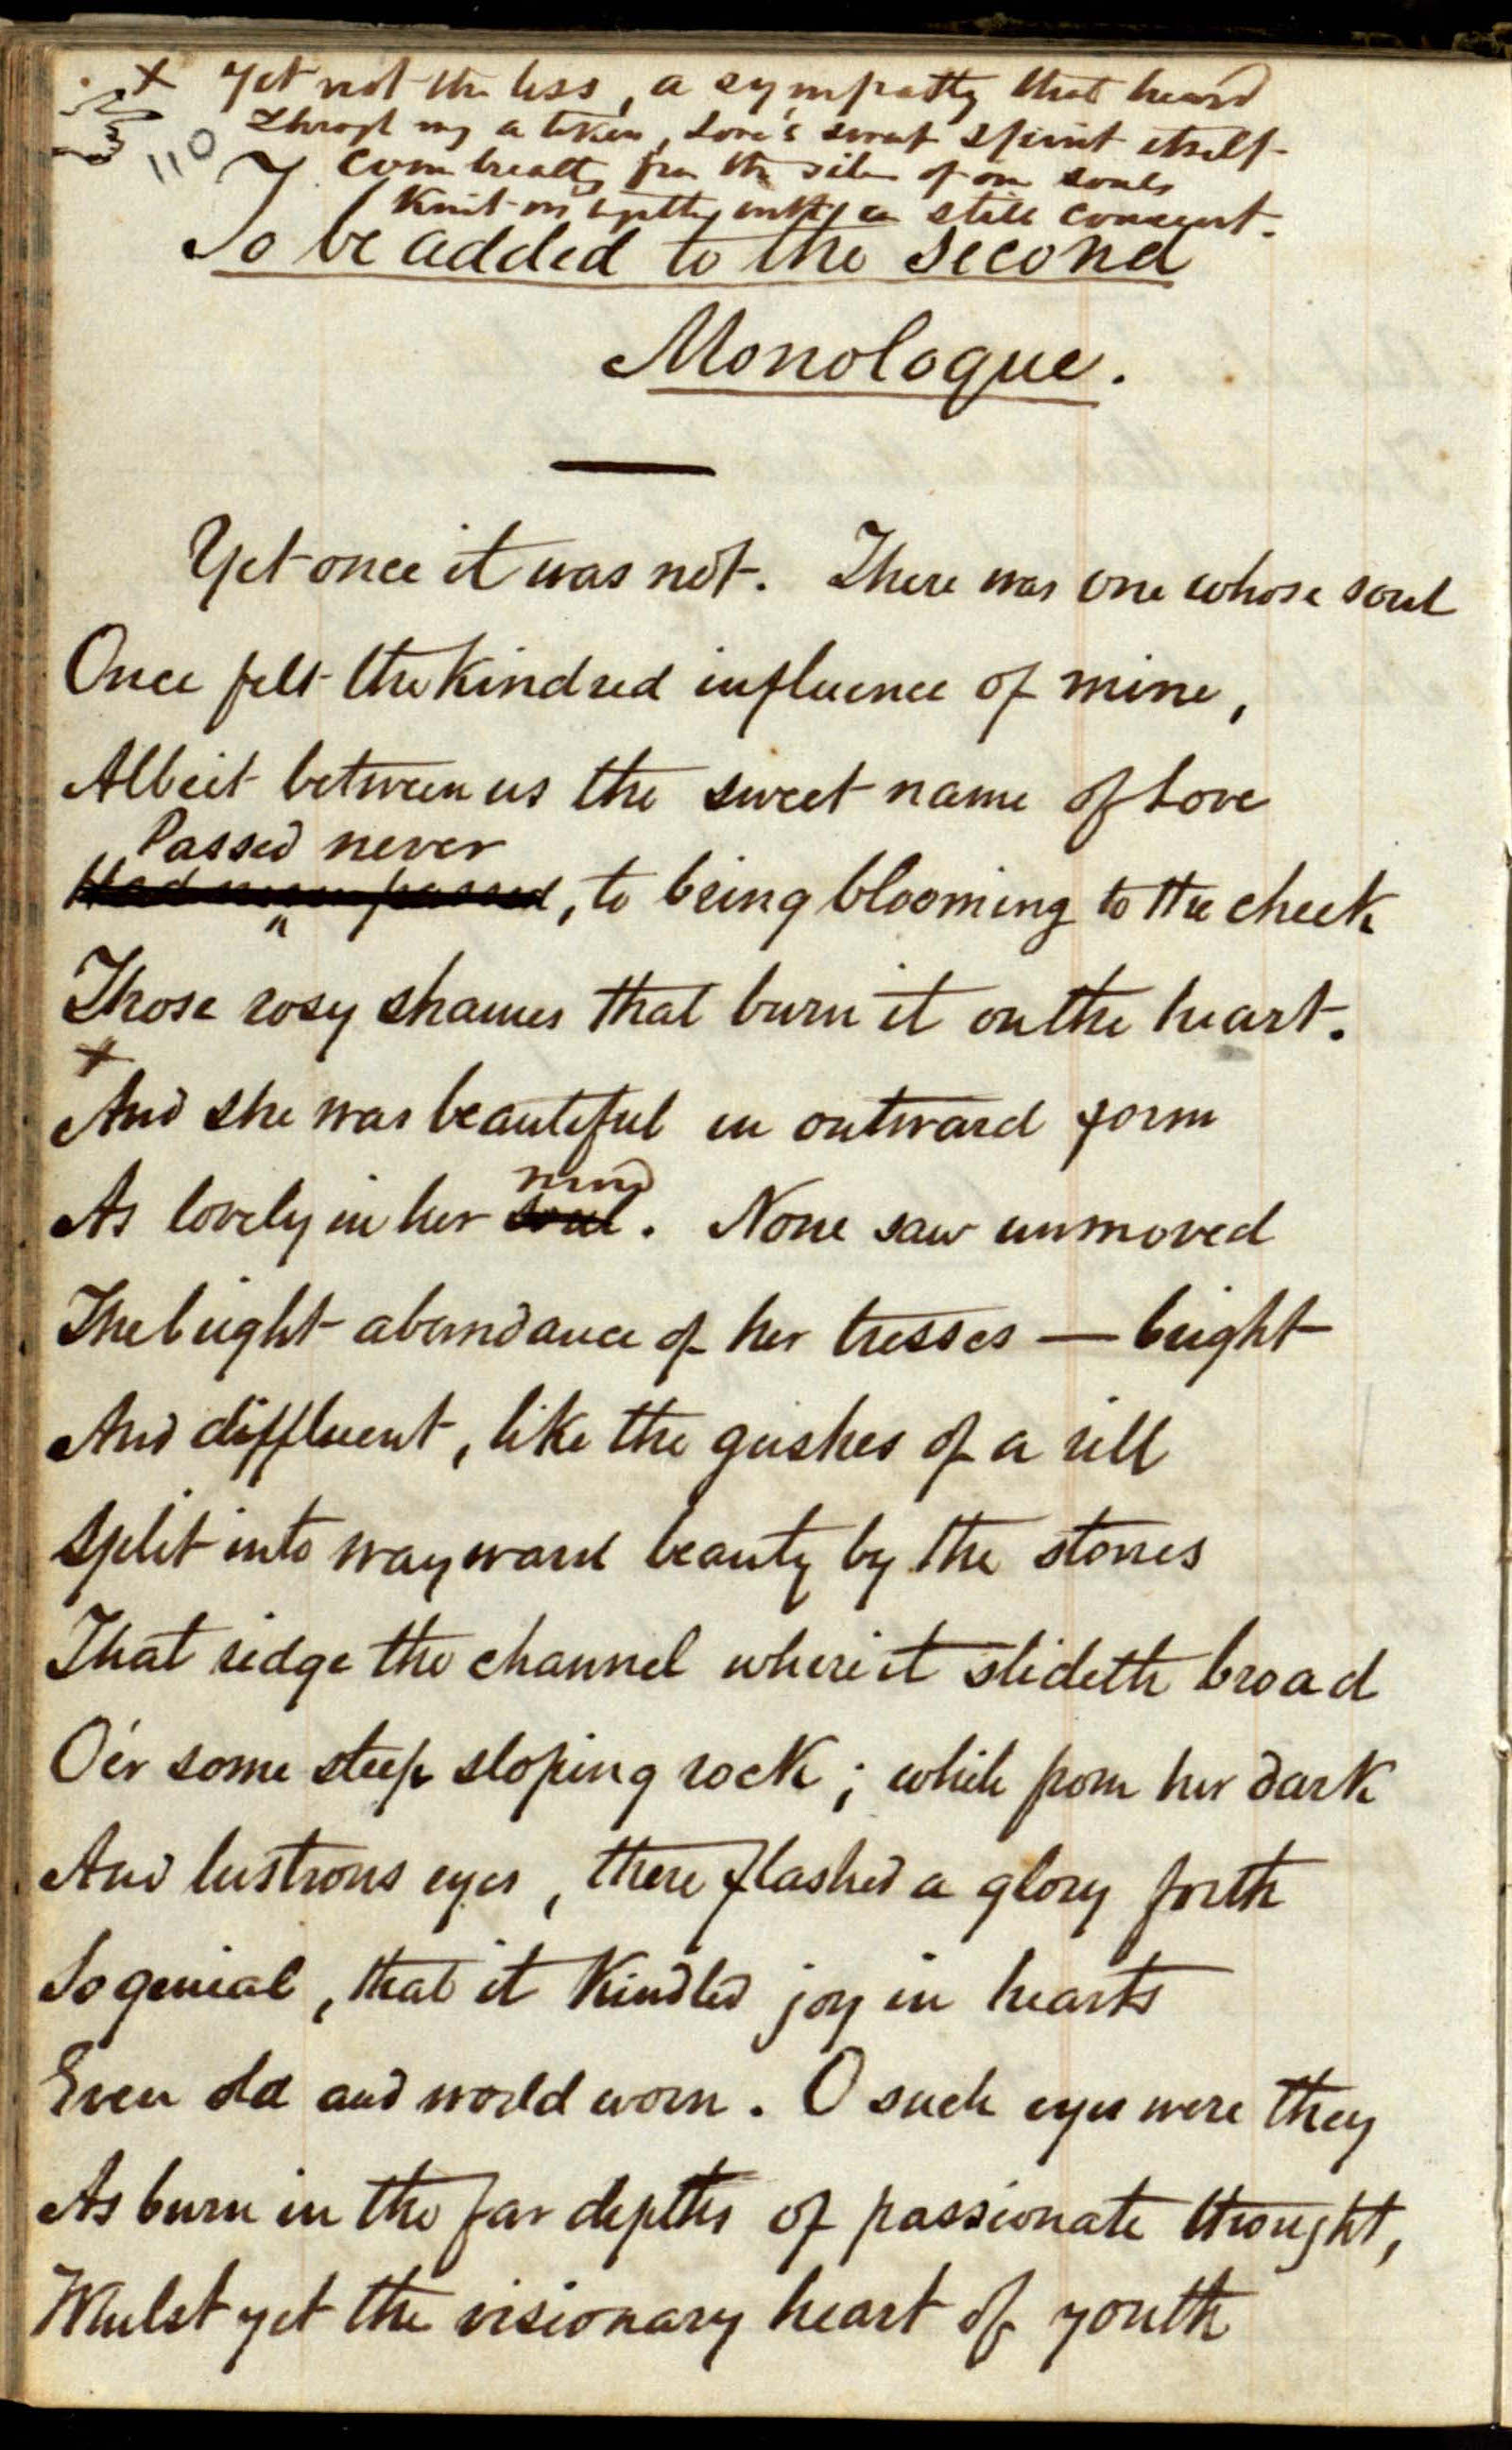 + Yet not the less, a sympathy that heard
Through many a token, Love's sweet spirit itself
Come breathing from the of our souls
Knit us together with a still consent.
110
To be added to the second
Monologue.
Yet once it was not. There was one whose soul
Once felt the kindred influence of mine,
Albeit between us the sweet name of Love
Passed never
passed, to bring blooming to the cheek
Those rosy shames that burn it on the heart.
+
And she was beautiful in outward form
mind
As lovely in her soul. None saw unmoved
The bright abundance of her tresses — bright
And diffluent, like the gushes of a rill
Split into wayward beauty by the stones
That ridge the channel where it slideth broad
O'er some steep sloping rock; while from her dark
And lustrous eyes, there flashed a glory forth
So genial, that it kindled joy in hearts
Even old and world worn. O such eyes were they
As burn in the far depths of passionate thought,
Whilst yet the visionary heart of youth